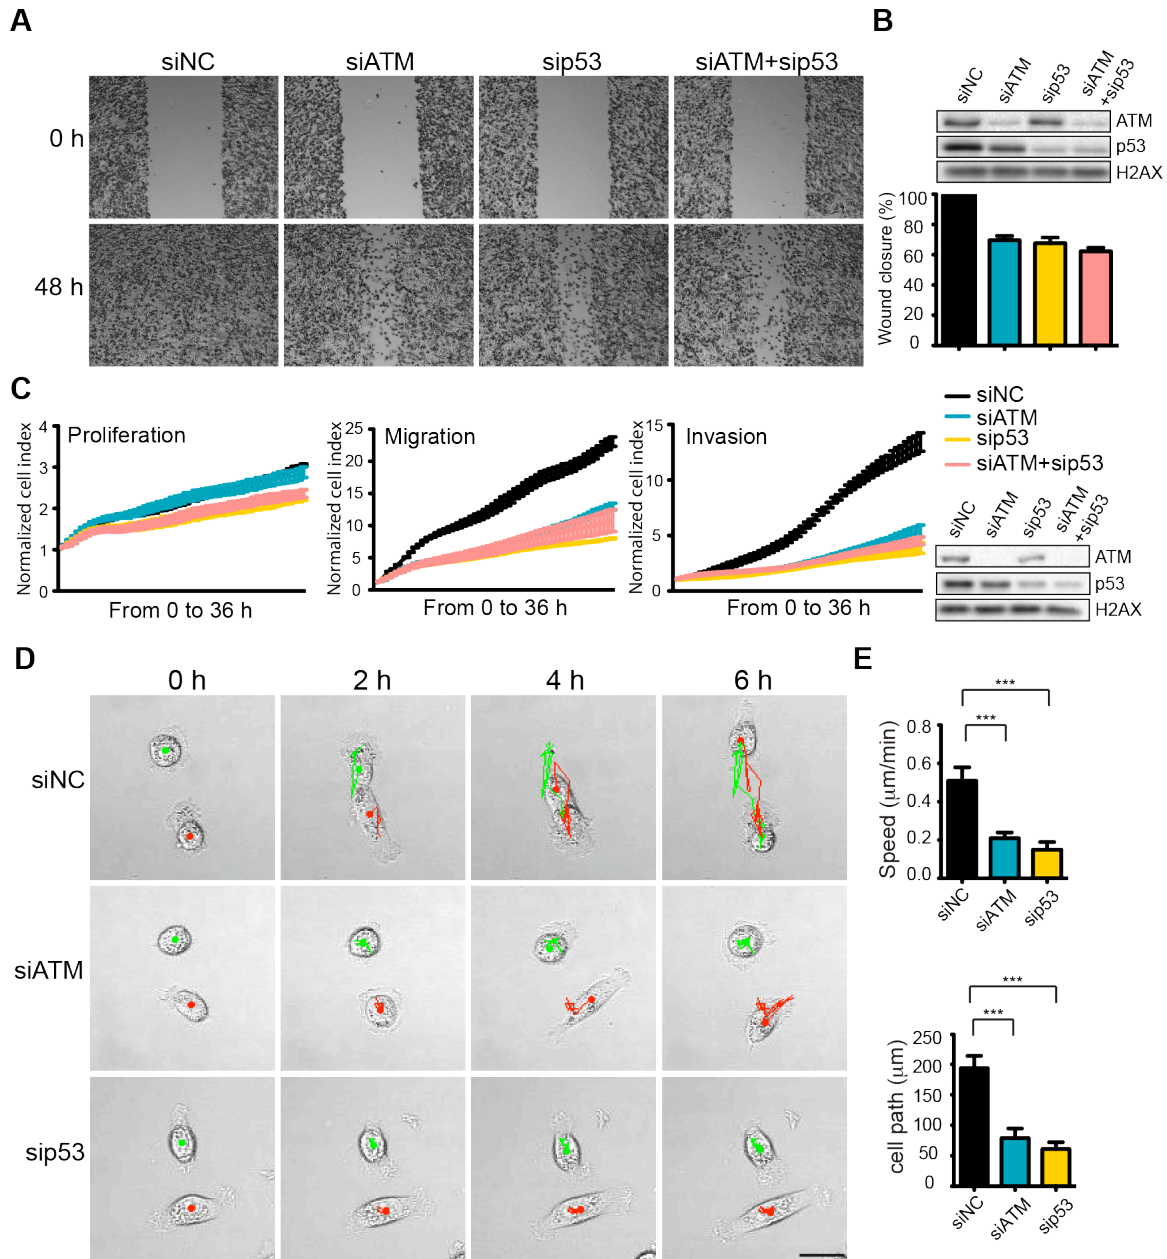 A
siNC siATM sip53 siATM+sip53
0 h
48 h
B
siNC siATM sip53 siATM
+sip53
ATM
p53
H2AX
Wound closure (%)
100
80
60
40
20
0
C
Proliferation
Normalized cell index
4
3
2
1
0
From 0 to 36 h
Migration
Normalized cell index
25
20
15
10
5
0
From 0 to 36 h
Invasion
Normalized cell index
15
10
5
0
From 0 to 36 h
siNC
siATM
sip53
siATM+sip53
siNC siATM sip53 siATM
+sip53
ATM
p53
H2AX
D
0 h 2 h 4 h 6 h
siNC
siATM
sip53
E
***
***
Speed (μm/min)
0.8
0.6
0.4
0.2
0.0
siNC siATM sip53
***
***
cell path (μm)
250
200
150
100
50
0
siNC siATM sip53